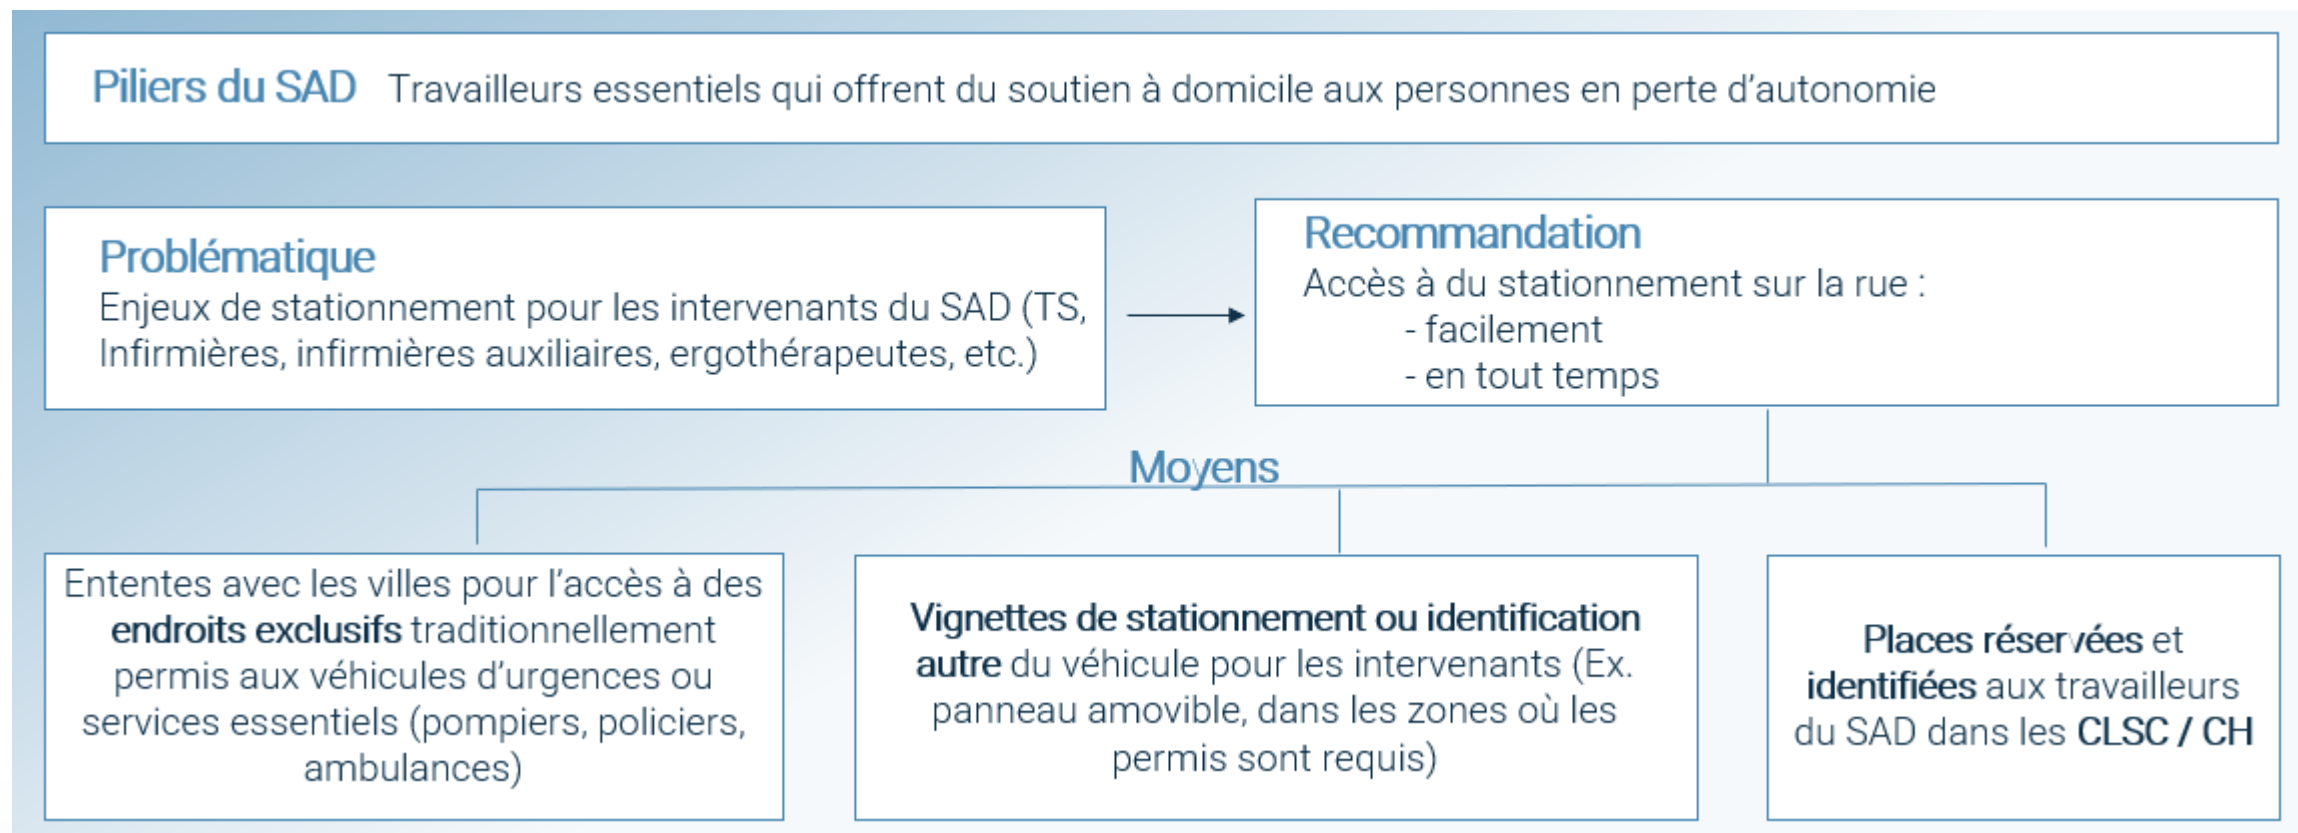 Piliers du SAD Travailleurs essentiels qui offrent du soutien à domicile aux personnes en perte d’autonomie
Problématique
Enjeux de stationnement pour les intervenants du SAD (TS,
Infirmières, infirmières auxiliaires, ergothérapeutes, etc.)
Recommandation
Accès à du stationnement sur la rue :
- facilement
- en tout temps
Moyens
Ententes avec les villes pour l’accès à des
endroits exclusifs traditionnellement
permis aux véhicules d’urgences ou
services essentiels (pompiers, policiers,
ambulances)
Vignettes de stationnement ou identification
autre du véhicule pour les intervenants (Ex.
panneau amovible, dans les zones où les
permis sont requis)
Places réservées et
identifiées aux travailleurs
du SAD dans les CLSC / CH